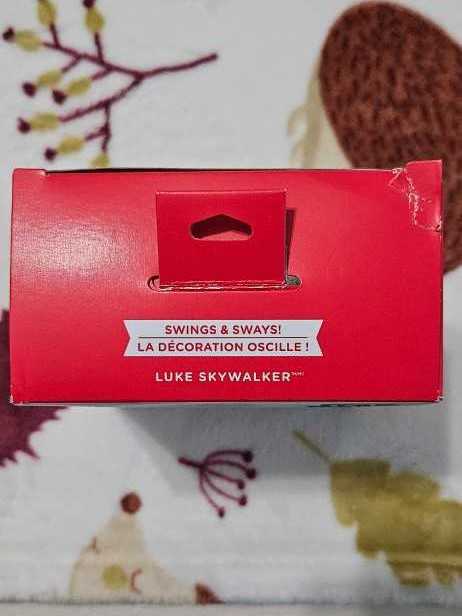 SWINGS & SWAYS!
LA DÉCORATION OSCILLE !
LUKE SKYWALKER